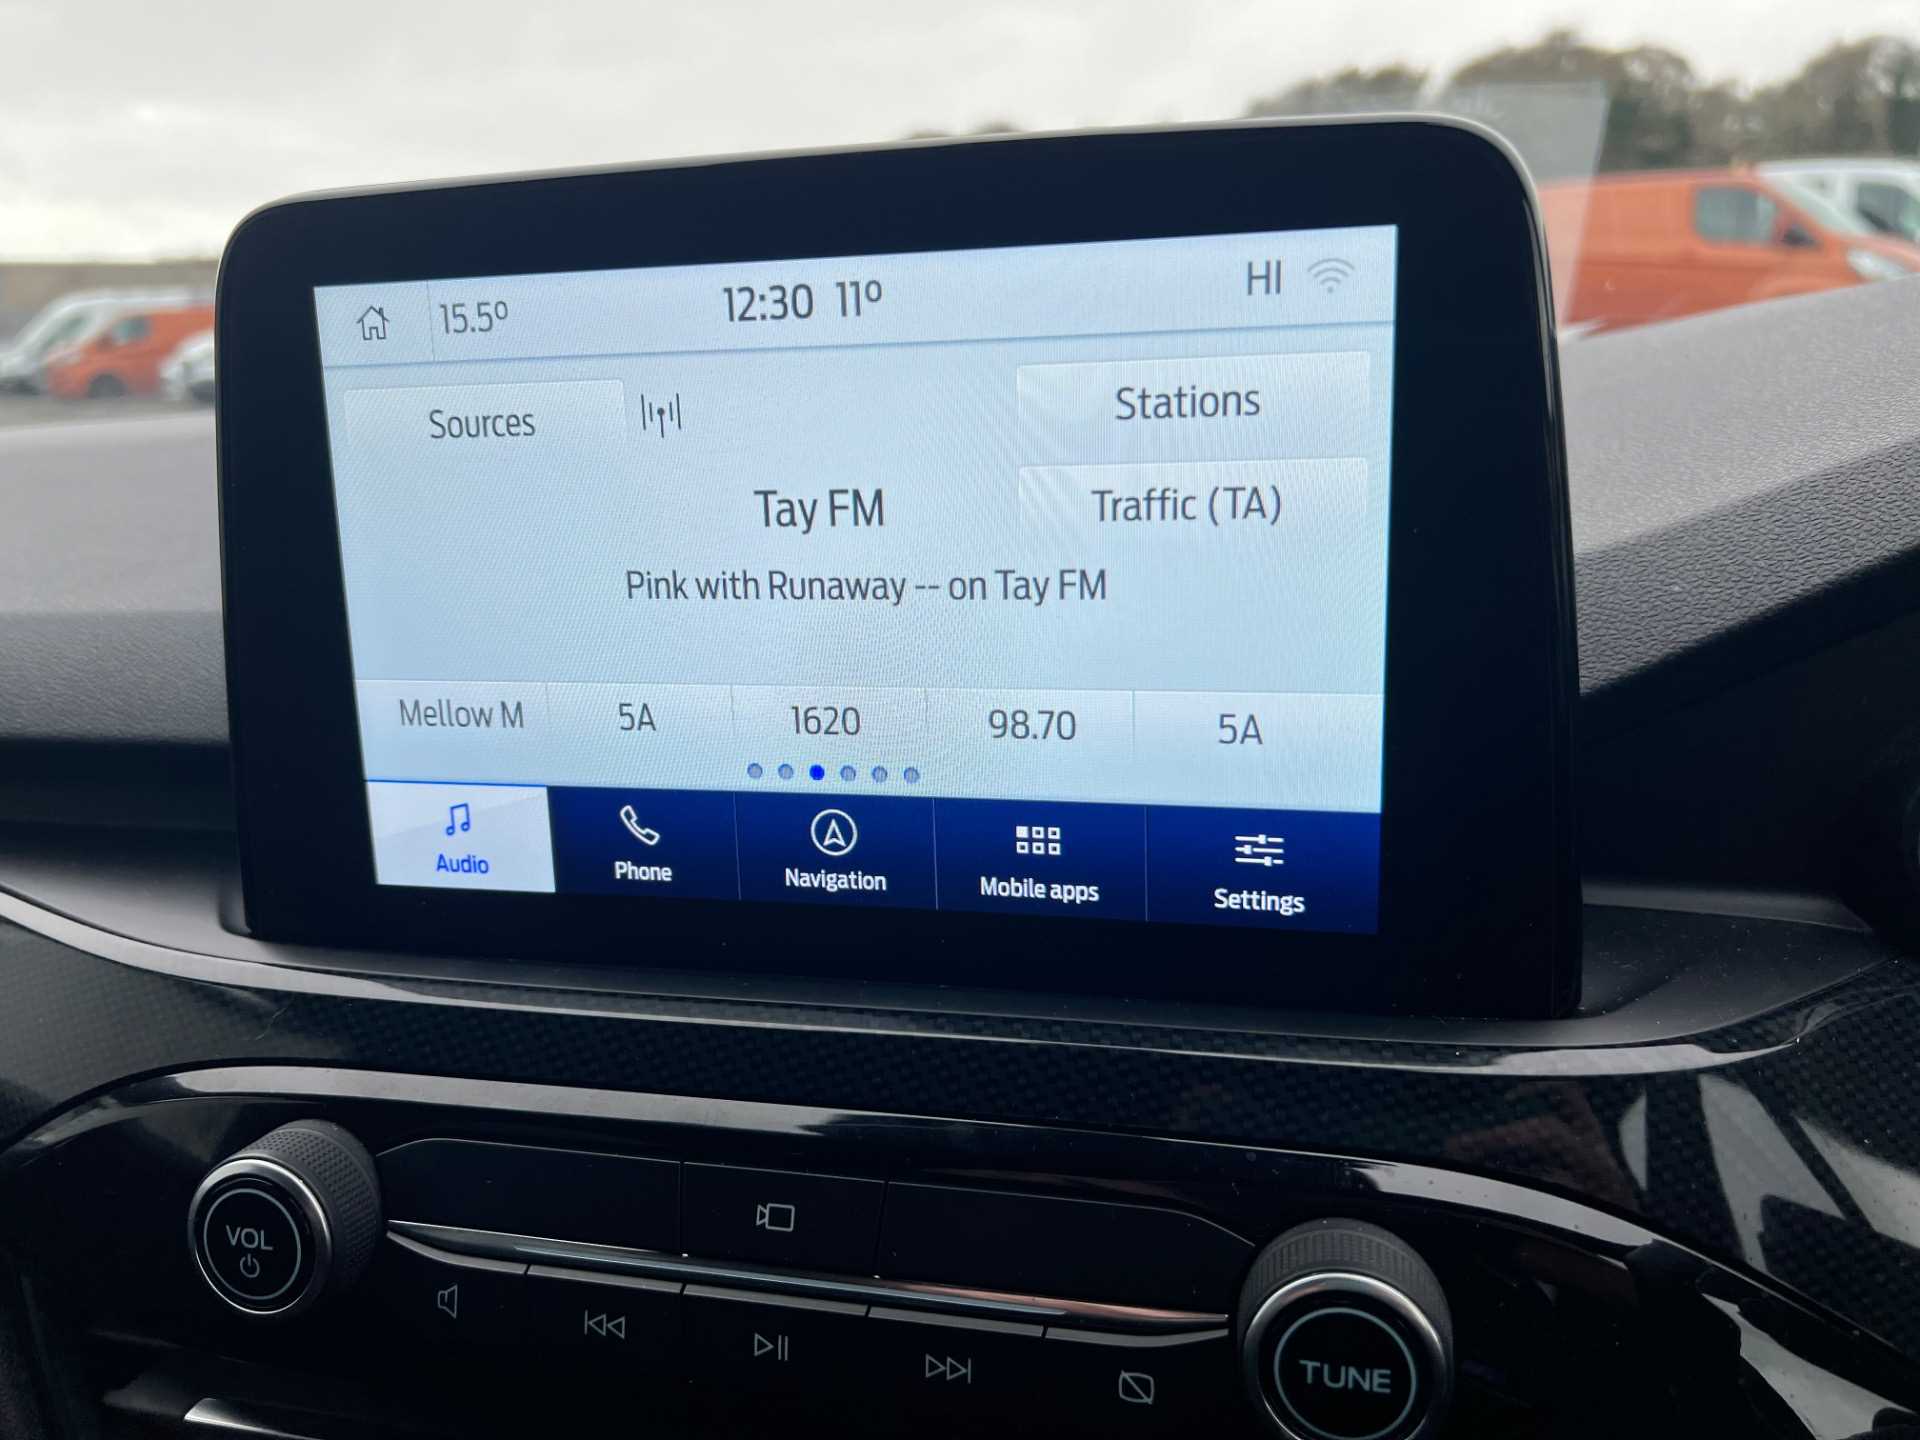 15.5° 12:30 11° HI
Sources Stations
Tay FM Traffic (TA)
Pink with Runaway -- on Tay FM
Mellow M 5A 1620 98.70 5A
Audio Phone Navigation Mobile apps Settings
VOL
TUNE